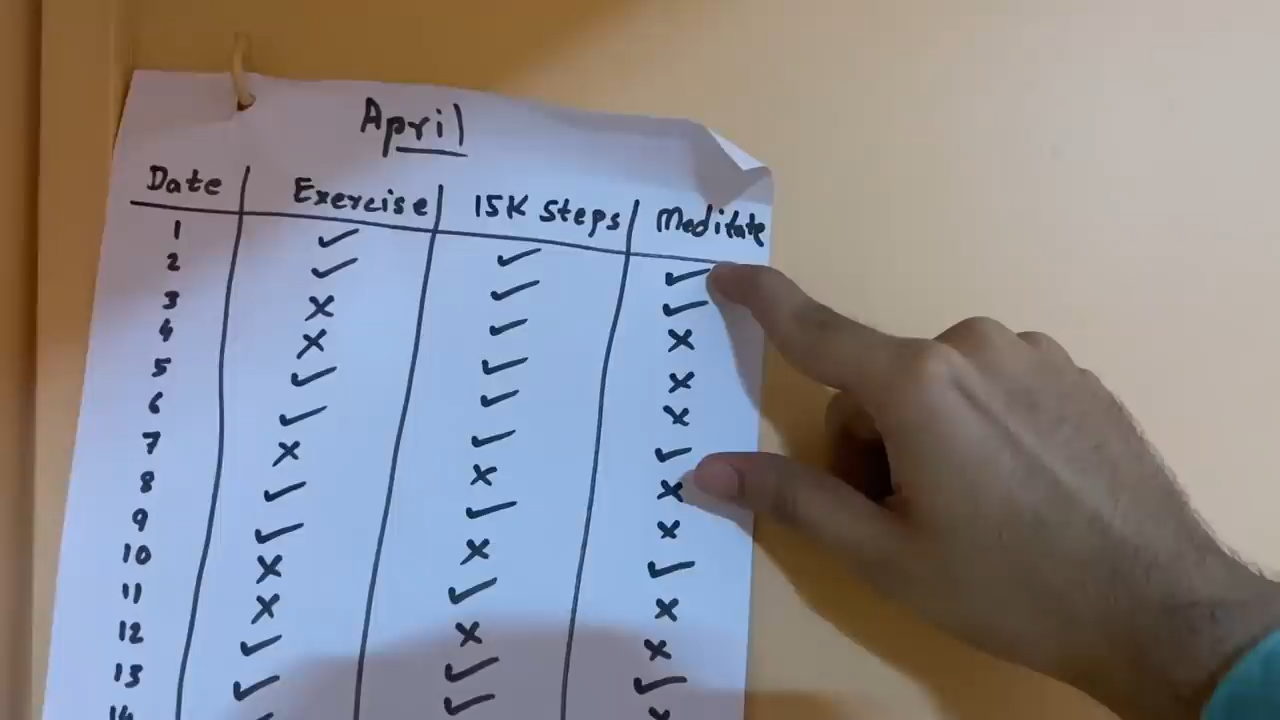 April
Date Exercise 15K Steps Meditate
1 ✓ ✓ ✓
2 ✓ ✓ ✓
3 × ✓ ×
4 × ✓ ×
5 ✓ ✓ ×
6 ✓ ✓ ✓
7 × × ×
8 ✓ ✓ ×
9 ✓ × ✓
10 × ✓ ×
11 × × ×
12 ✓ ✓ ✓
13 ✓ ✓ ×
14